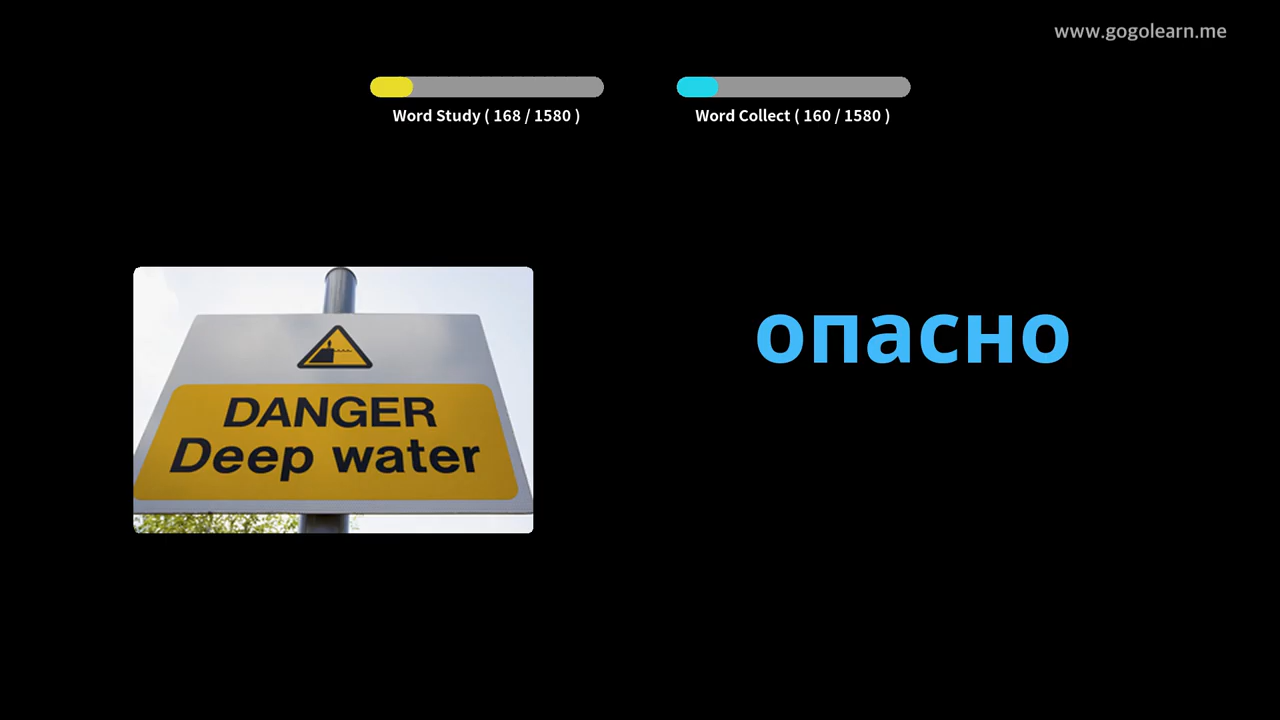 www.gogolearn.me
Word Study ( 168 / 1580 )
Word Collect ( 160 / 1580 )
DANGER
Deep water
опасно